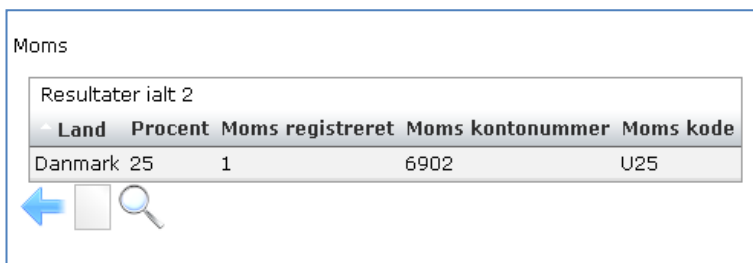 Moms
Resultater ialt 2
Land Procent Moms registreret Moms kontonummer Moms kode
Danmark 25 1 6902 U25